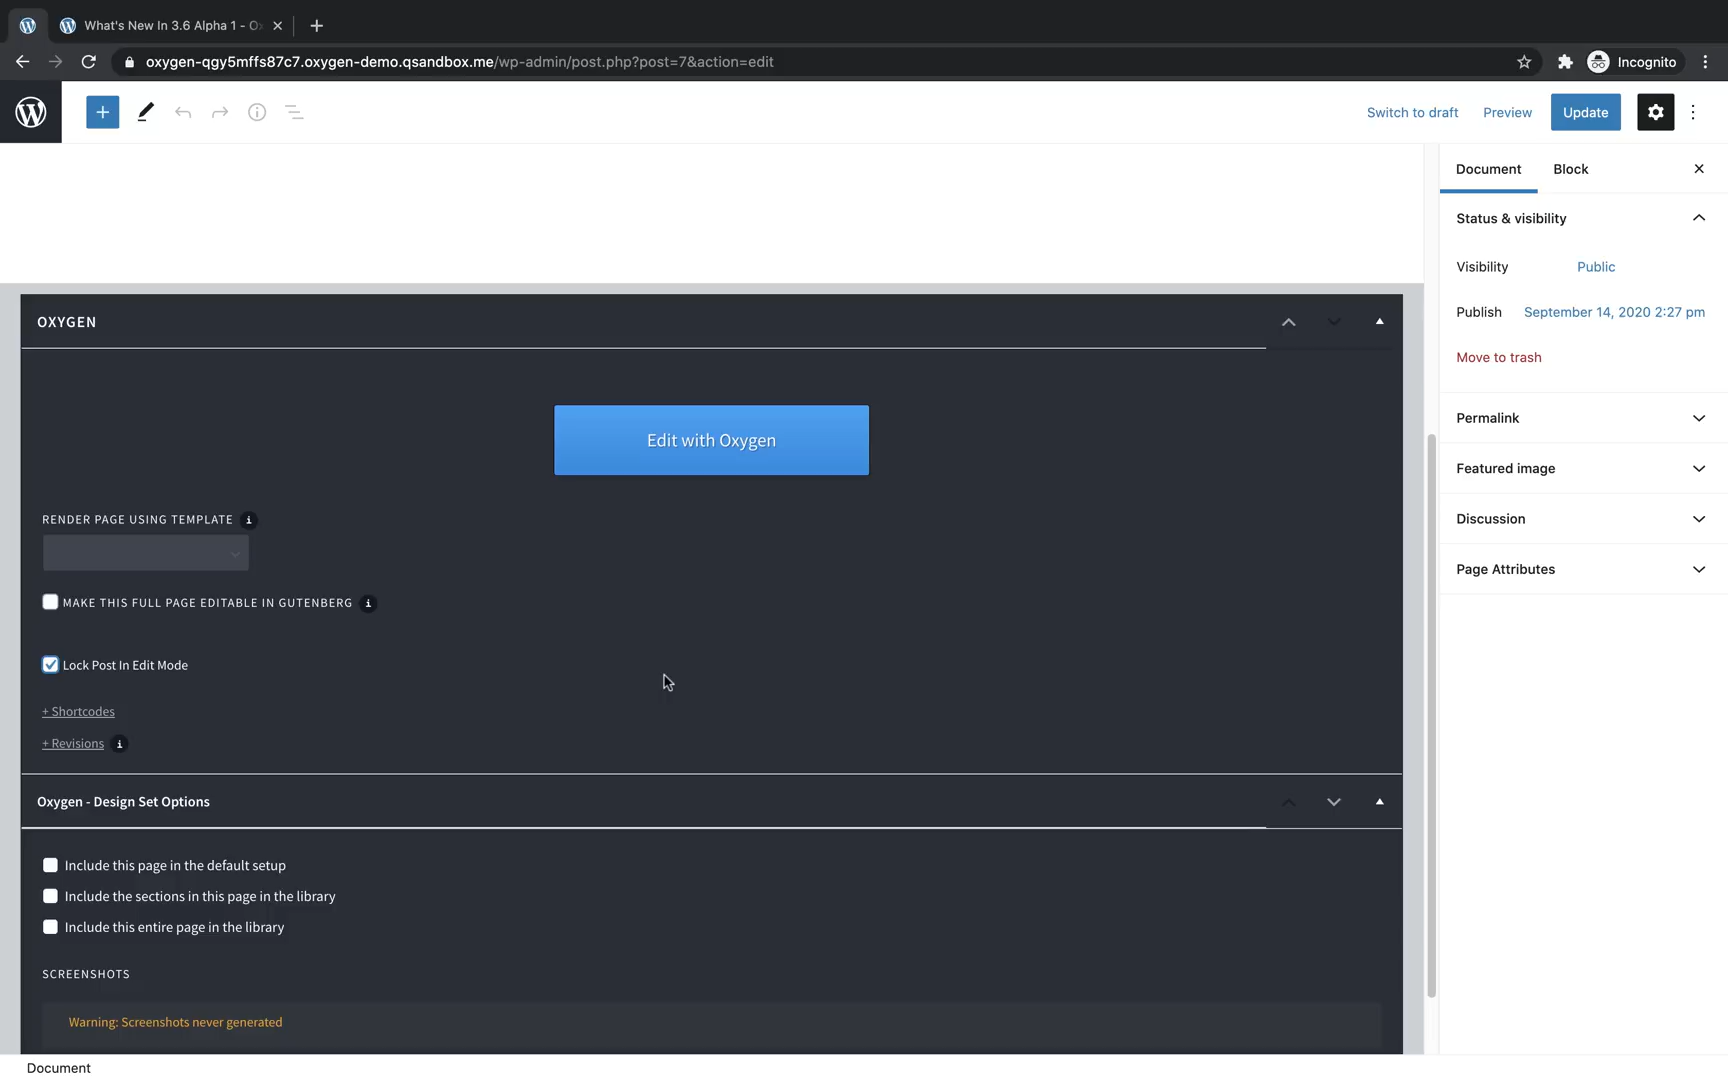 What's New In 3.6 Alpha 1 - O
oxygen-qgy5mffs87c7.oxygen-demo.qsandbox.me/wp-admin/post.php?post=7&action=edit
Incognito
Switch to draft
Preview
Update
Document
Block
Status & visibility
Visibility
Public
Publish
September 14, 2020 2:27 pm
Move to trash
Permalink
Featured image
Discussion
Page Attributes
OXYGEN
Edit with Oxygen
RENDER PAGE USING TEMPLATE
MAKE THIS FULL PAGE EDITABLE IN GUTENBERG
Lock Post In Edit Mode
+ Shortcodes
+ Revisions
Oxygen - Design Set Options
Include this page in the default setup
Include the sections in this page in the library
Include this entire page in the library
SCREENSHOTS
Warning: Screenshots never generated
Document